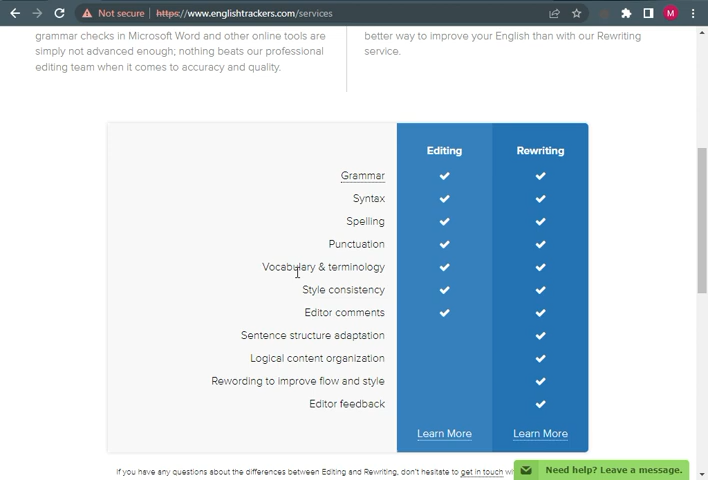 Not secure https://www.englishtrackers.com/services
M
grammar checks in Microsoft Word and other online tools are
simply not advanced enough; nothing beats our professional
editing team when it comes to accuracy and quality.
better way to improve your English than with our Rewriting
service.
Editing Rewriting
Grammar
Syntax
Spelling
Punctuation
Vocabulary & terminology
Style consistency
Editor comments
Sentence structure adaptation
Logical content organization
Rewording to improve flow and style
Editor feedback
Learn More Learn More
If you have any questions about the differences between Editing and Rewriting, don't hesitate to get in touch
Need help? Leave a message.